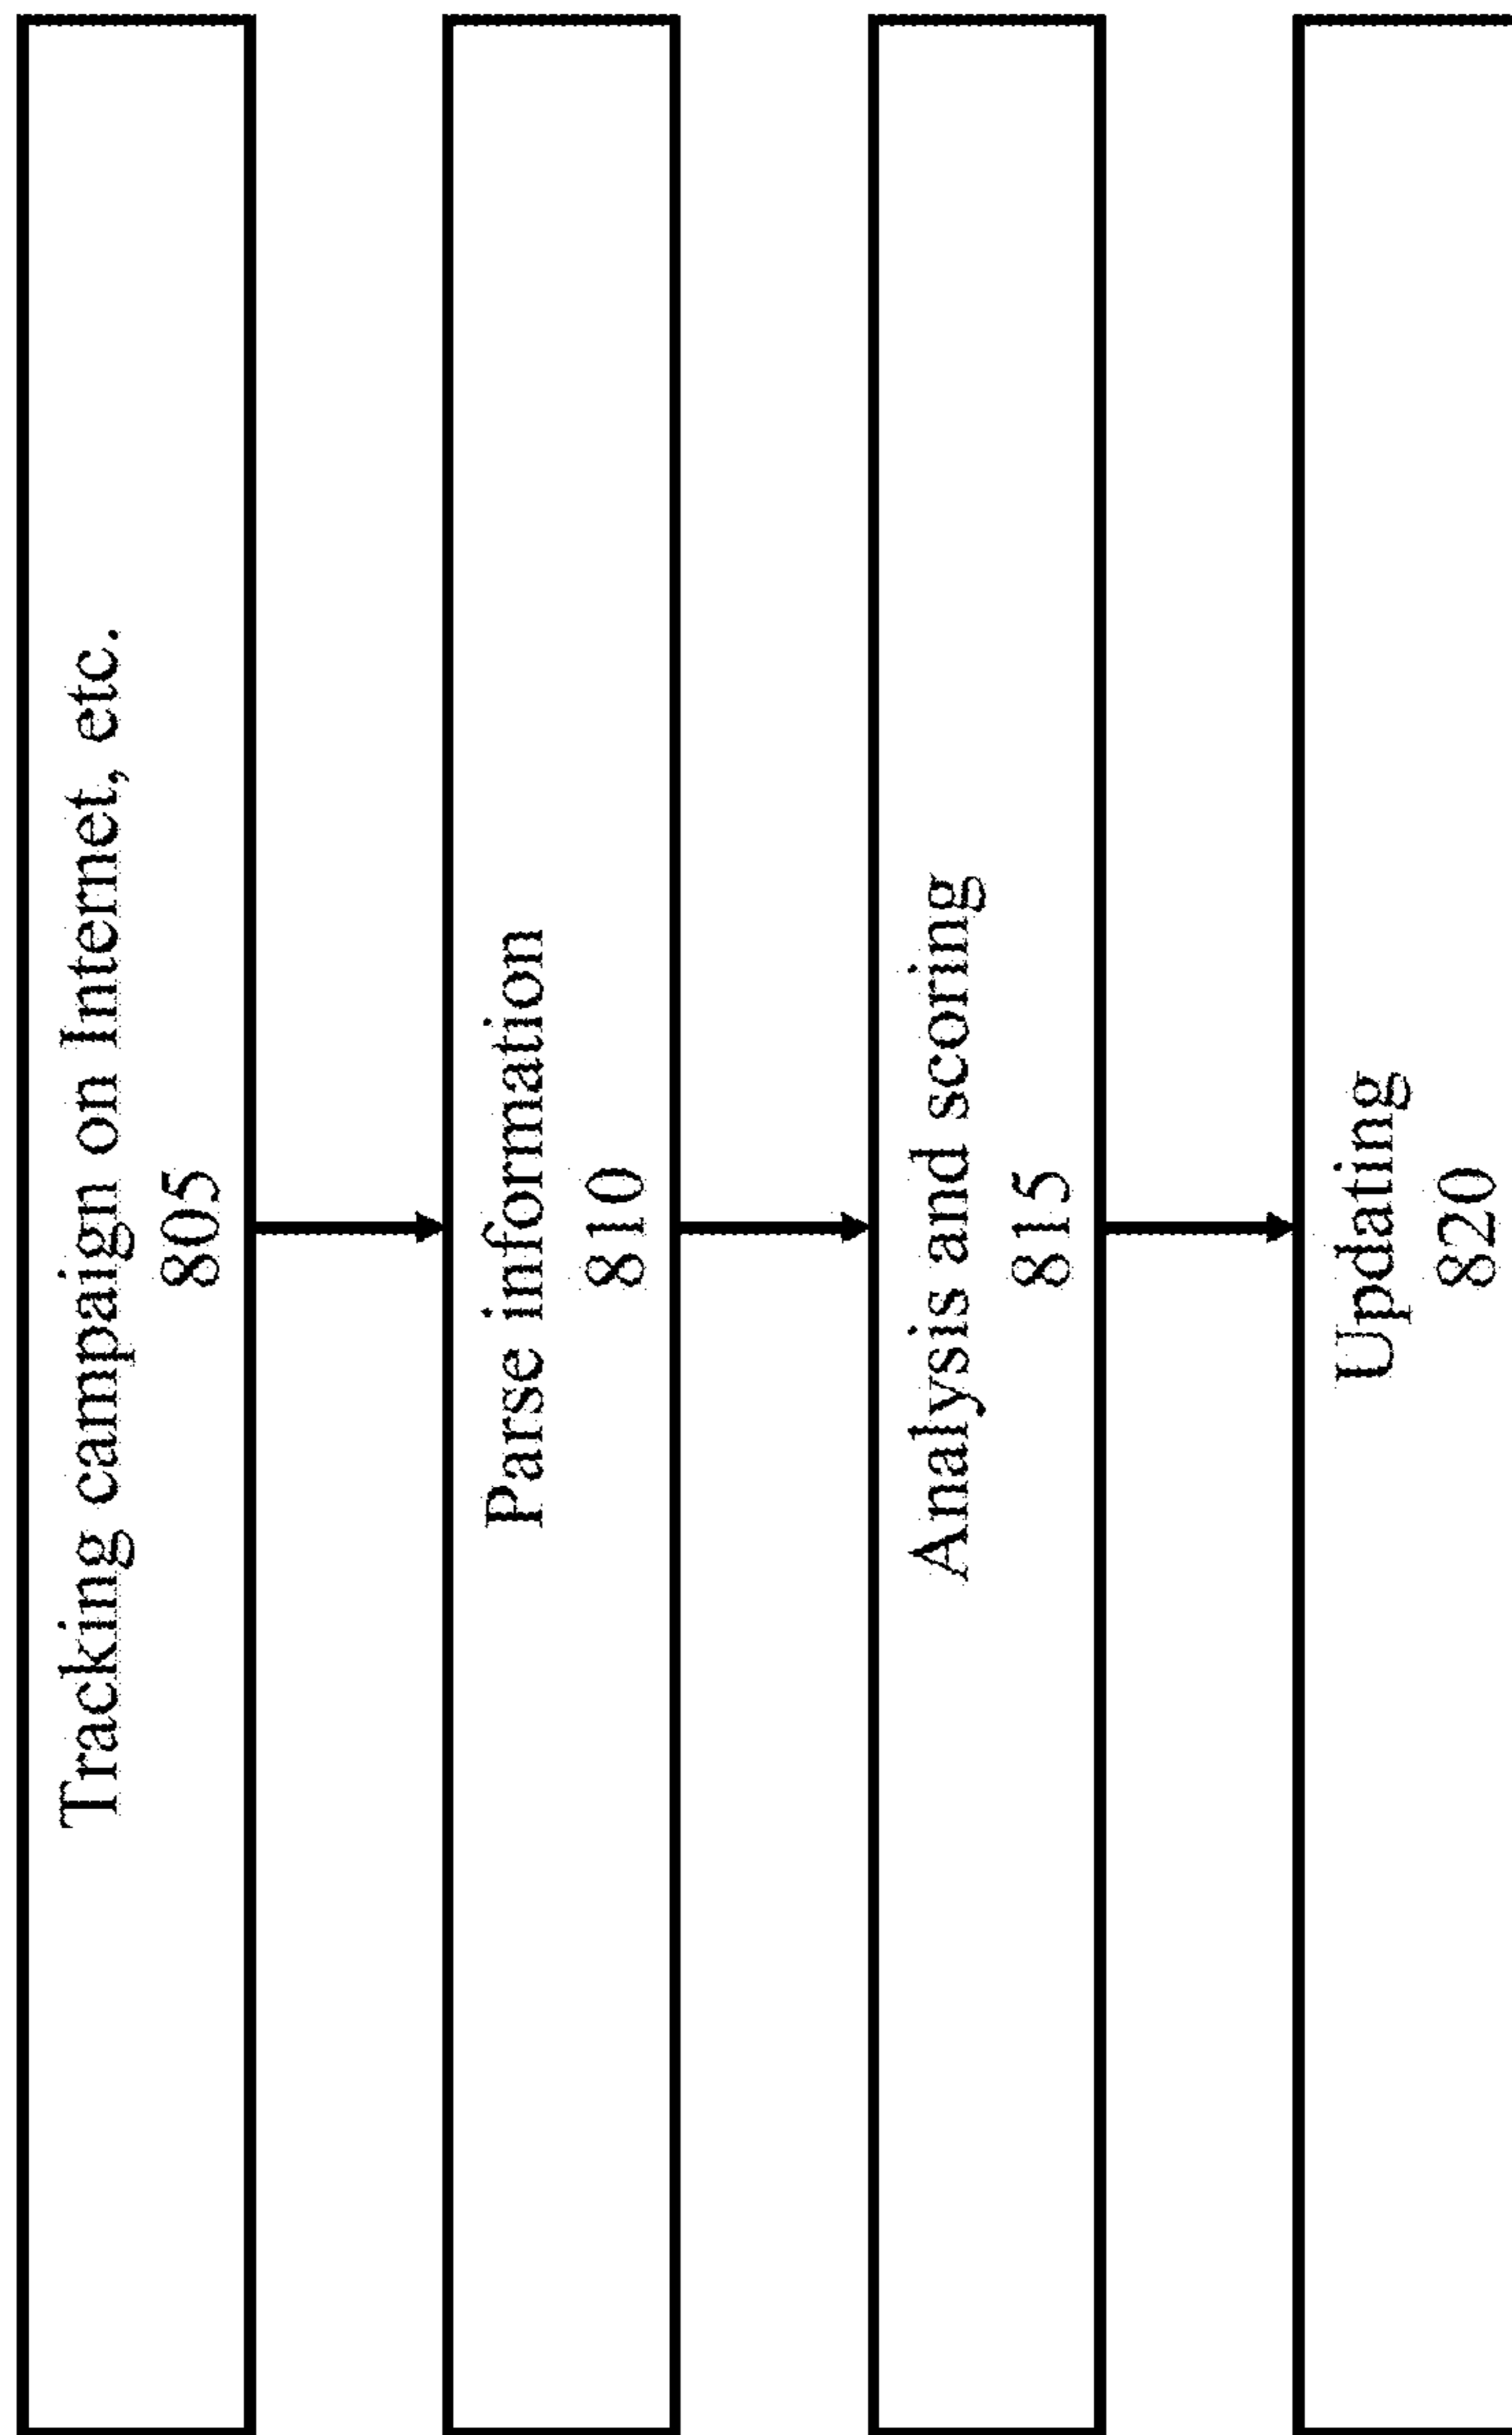 Tracking campaign on Internet, etc.
805
Parse information
810
Analysis and scoring
815
Updating
820